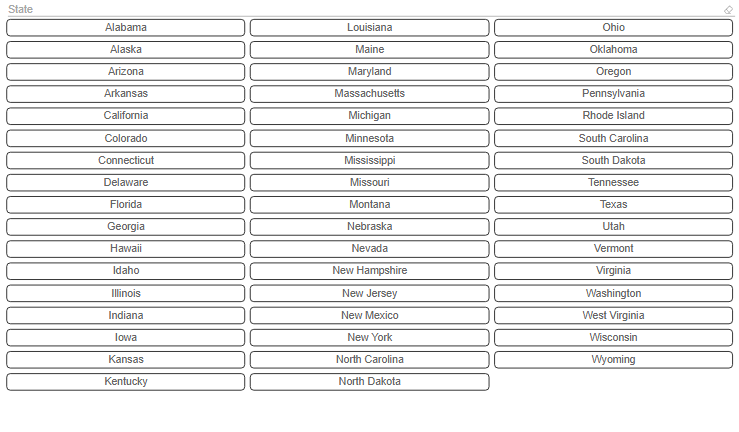 State
Alabama
Alaska
Arizona
Arkansas
California
Colorado
Connecticut
Delaware
Florida
Georgia
Hawaii
Idaho
Illinois
Indiana
Iowa
Kansas
Kentucky
Louisiana
Maine
Maryland
Massachusetts
Michigan
Minnesota
Mississippi
Missouri
Montana
Nebraska
Nevada
New Hampshire
New Jersey
New Mexico
New York
North Carolina
North Dakota
Ohio
Oklahoma
Oregon
Pennsylvania
Rhode Island
South Carolina
South Dakota
Tennessee
Texas
Utah
Vermont
Virginia
Washington
West Virginia
Wisconsin
Wyoming